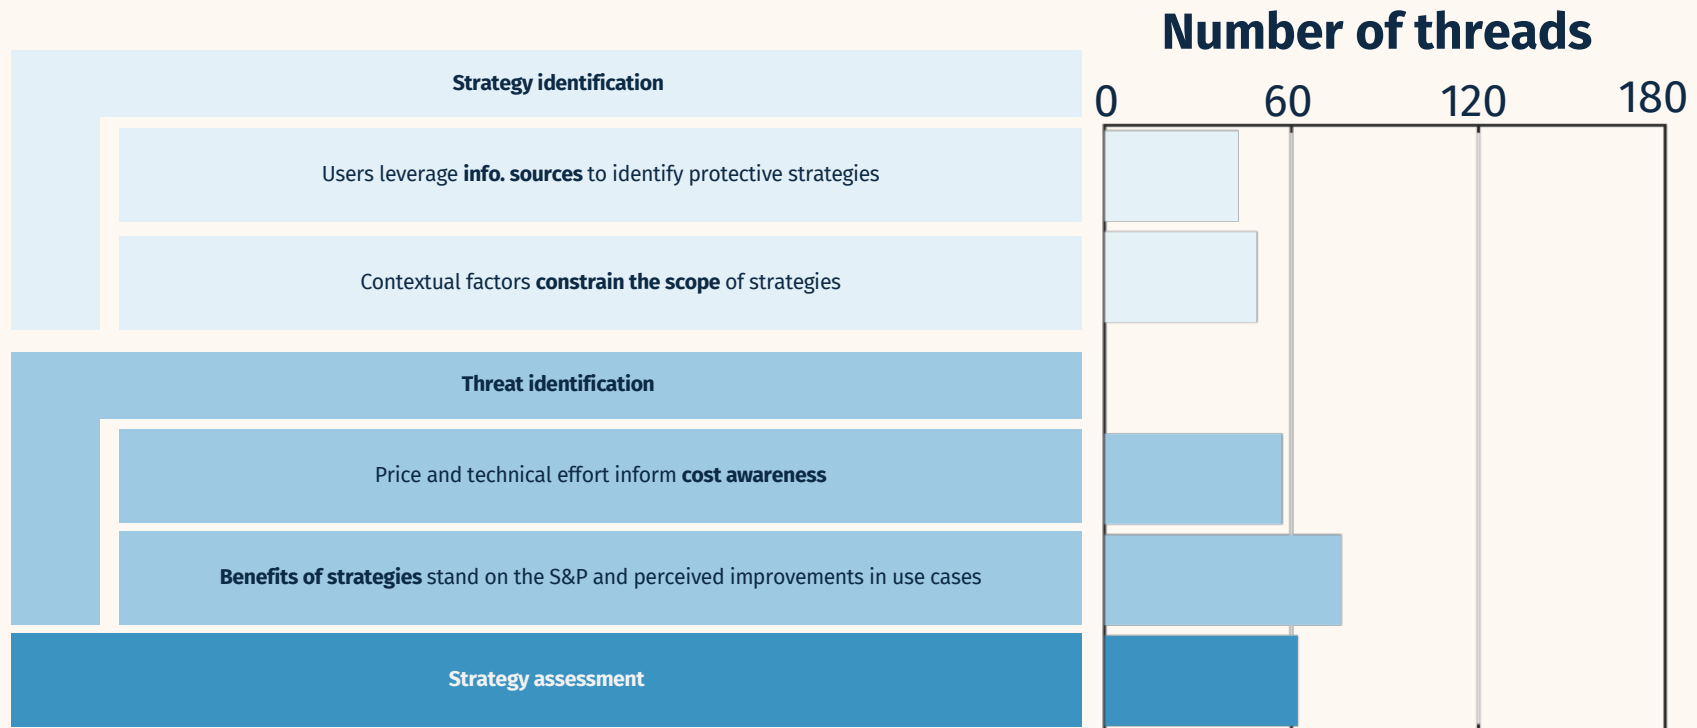 Number of threads
0 60 120 180
Strategy identification
Users leverage info. sources to identify protective strategies
Contextual factors constrain the scope of strategies
Threat identification
Price and technical effort inform cost awareness
Benefits of strategies stand on the S&P and perceived improvements in use cases
Strategy assessment